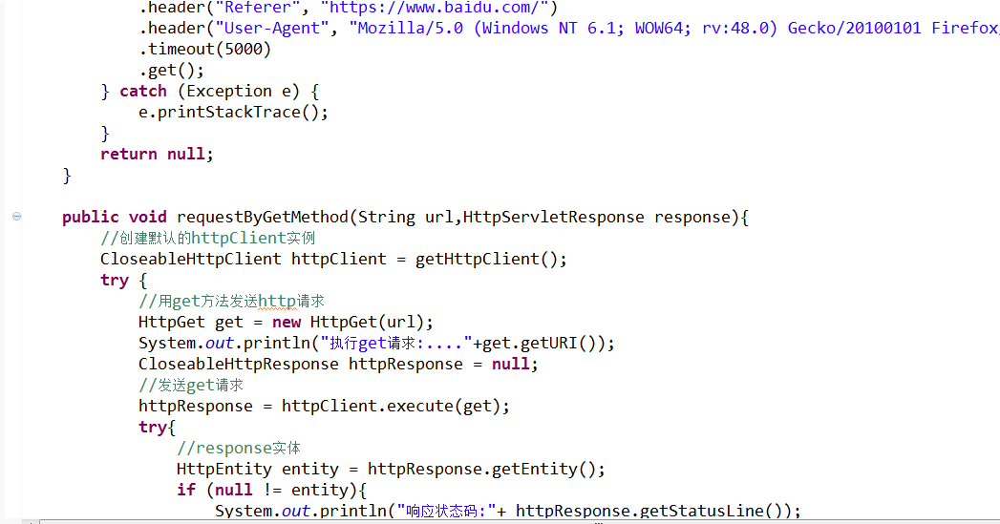 .header("Referer", "https://www.baidu.com/")
.header("User-Agent", "Mozilla/5.0 (Windows NT 6.1; WOW64; rv:48.0) Gecko/20100101 Firefox/
.timeout(5000)
.get();
} catch (Exception e) {
e.printStackTrace();
}
return null;
}
public void requestByGetMethod(String url,HttpServletResponse response){
//创建默认的httpClient实例
CloseableHttpClient httpClient = getHttpClient();
try {
//用get方法发送http请求
HttpGet get = new HttpGet(url);
System.out.println("执行get请求:...."+get.getURI());
CloseableHttpResponse httpResponse = null;
//发送get请求
httpResponse = httpClient.execute(get);
try{
//response实体
HttpEntity entity = httpResponse.getEntity();
if (null != entity){
System.out.println("响应状态码:"+ httpResponse.getStatusLine());